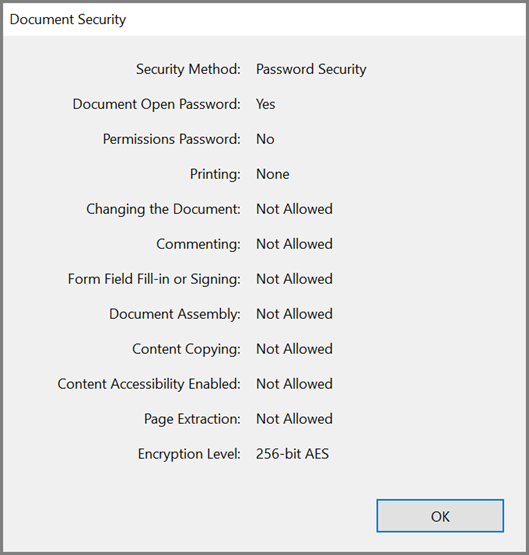 Document Security
Security Method: Password Security
Document Open Password: Yes
Permissions Password: No
Printing: None
Changing the Document: Not Allowed
Commenting: Not Allowed
Form Field Fill-in or Signing: Not Allowed
Document Assembly: Not Allowed
Content Copying: Not Allowed
Content Accessibility Enabled: Not Allowed
Page Extraction: Not Allowed
Encryption Level: 256-bit AES
OK